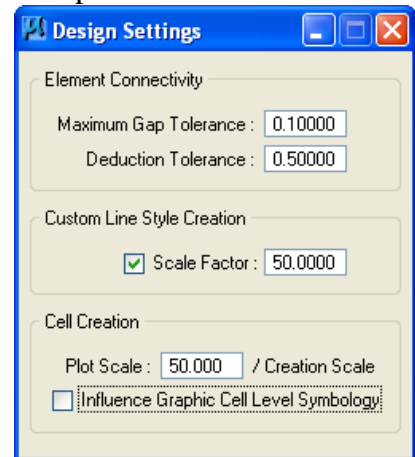 Design Settings
Element Connectivity
Maximum Gap Tolerance : 0.10000
Deduction Tolerance : 0.50000
Custom Line Style Creation
Scale Factor : 50.0000
Cell Creation
Plot Scale : 50.000 / Creation Scale
Influence Graphic Cell Level Symbology